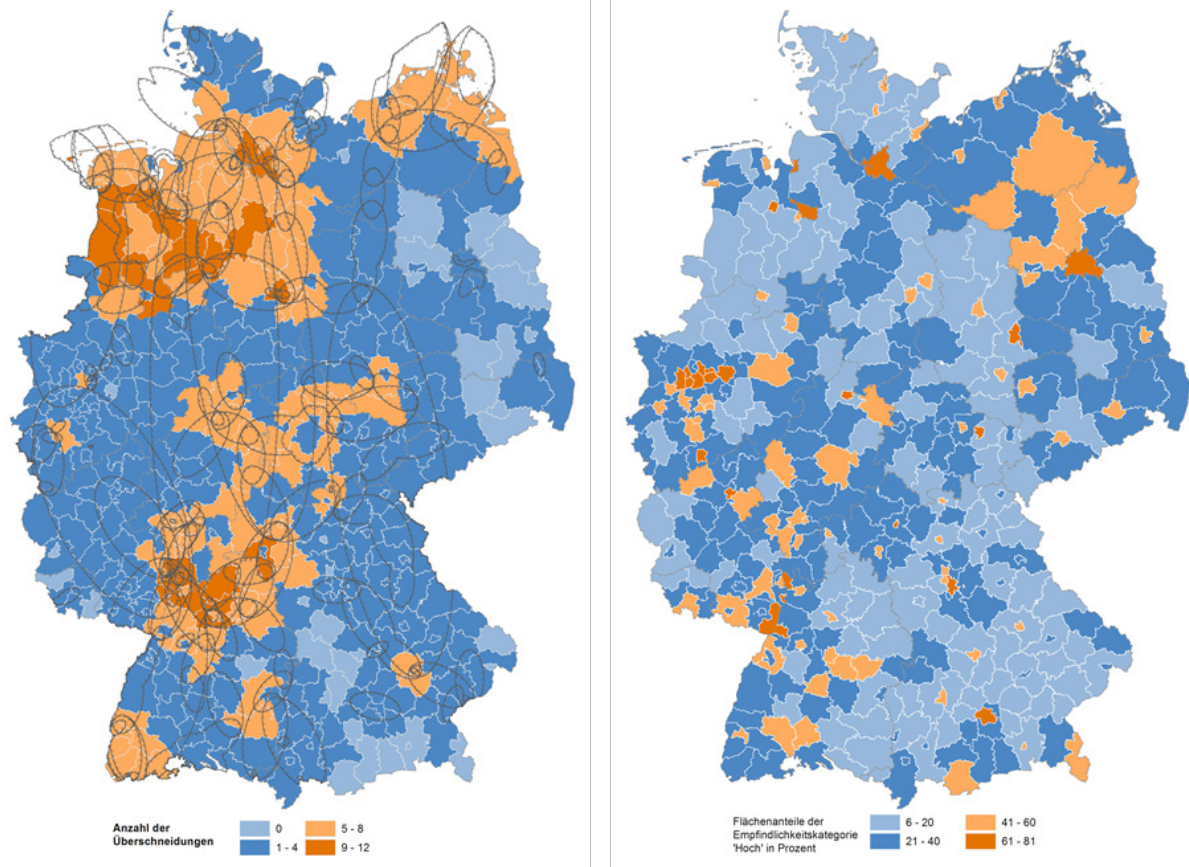 Anzahl der
Überschneidungen
0
1 - 4
5 - 8
9 - 12
Flächenanteile der
Empfindlichkeitskategorie
'Hoch' in Prozent
6 - 20
21 - 40
41 - 60
61 - 81